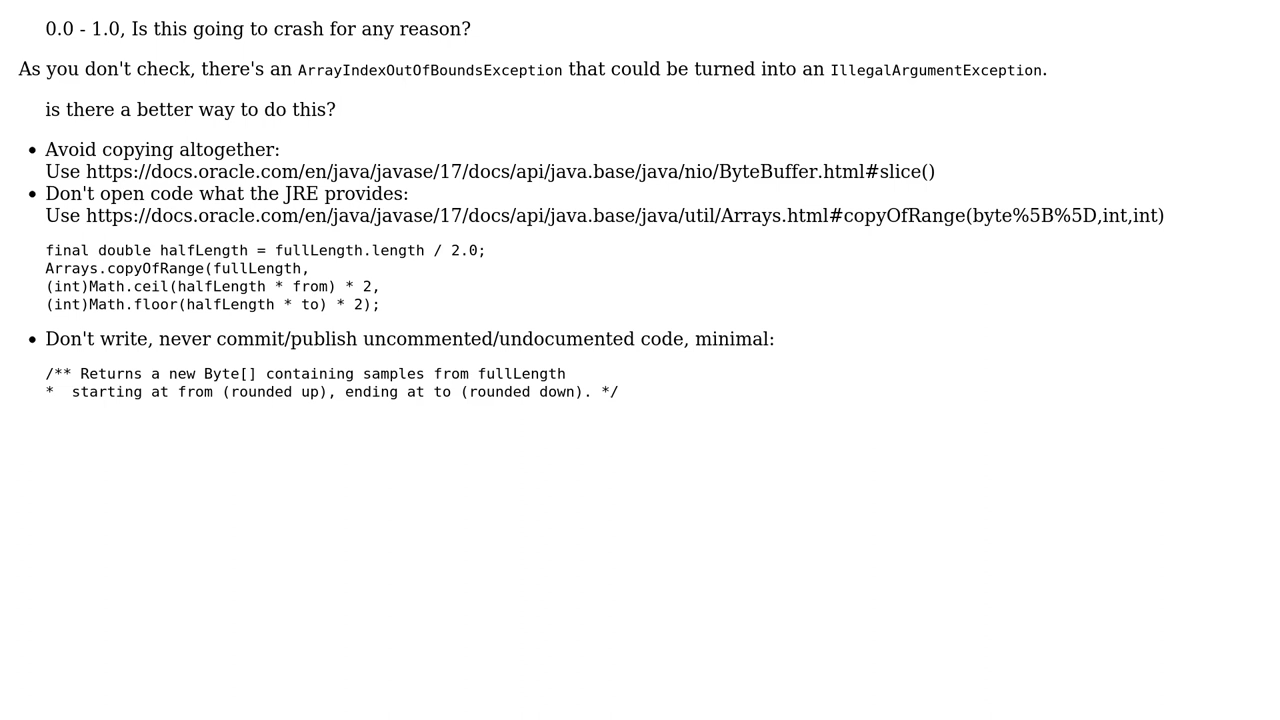 0.0 - 1.0, Is this going to crash for any reason?
As you don't check, there's an ArrayIndexOutOfBoundsException that could be turned into an IllegalArgumentException.
is there a better way to do this?
• Avoid copying altogether:
Use https://docs.oracle.com/en/java/javase/17/docs/api/java.base/java/nio/ByteBuffer.html#slice()
• Don't open code what the JRE provides:
Use https://docs.oracle.com/en/java/javase/17/docs/api/java.base/java/util/Arrays.html#copyOfRange(byte%5B%5D,int,int)
final double halfLength = fullLength.length / 2.0;
Arrays.copyOfRange(fullLength,
(int)Math.ceil(halfLength * from) * 2,
(int)Math.floor(halfLength * to) * 2);
• Don't write, never commit/publish uncommented/undocumented code, minimal:
/** Returns a new Byte[] containing samples from fullLength
*  starting at from (rounded up), ending at to (rounded down). */